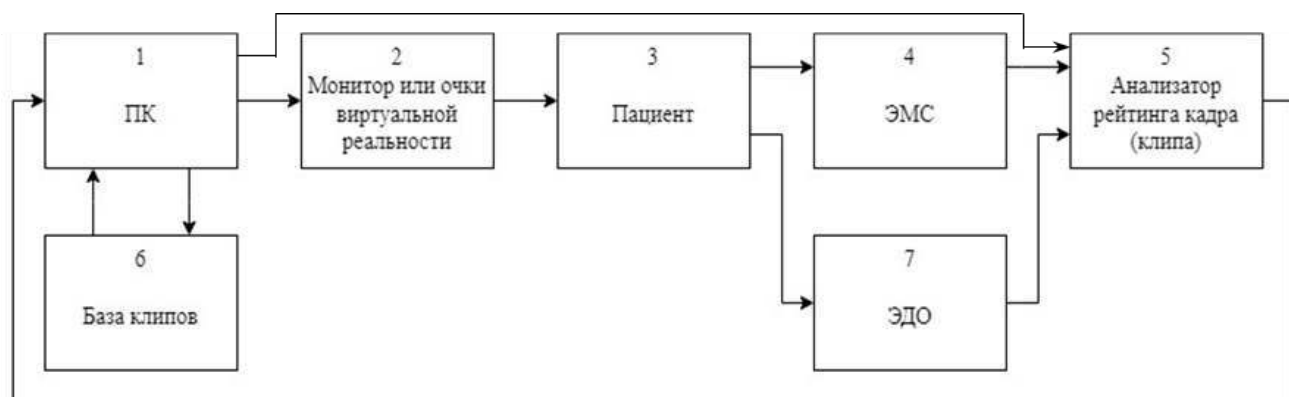 1
ПК
2
Монитор или очки
виртуальной
реальности
3
Пациент
4
ЭМС
5
Анализатор
рейтинга кадра
(клипа)
6
База клипов
7
ЭДО